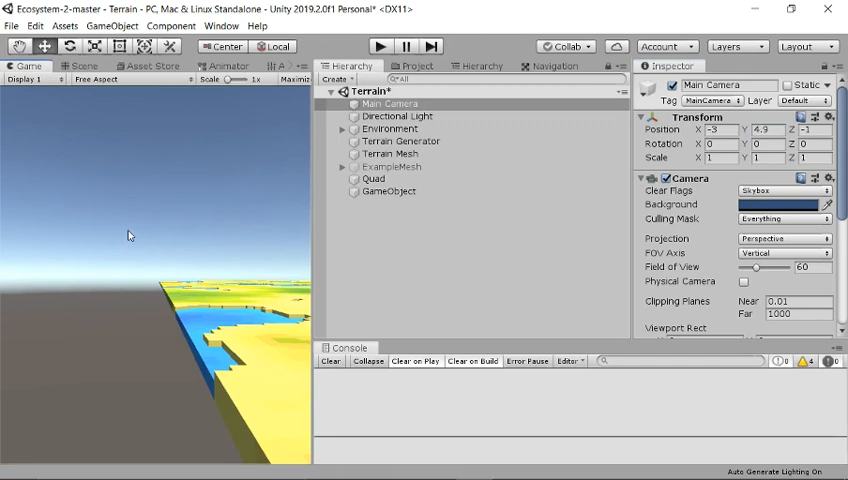 Ecosystem-2-master - Terrain - PC, Mac & Linux Standalone - Unity 2019.2.0f1 Personal* <DX11>
File Edit Assets GameObject Component Window Help
Center Local Collab Account Layers Layout
Game Scene Asset Store Animator A
Display 1 Free Aspect Scale 1x Maximiz
Hierarchy Project Hierarchy Navigation
Create All
Terrain*
Main Camera
Directional Light
Environment
Terrain Generator
Terrain Mesh
ExampleMesh
Quad
GameObject
Inspector
Main Camera Static
Tag MainCamera Layer Default
Transform
Position X -3 Y 4.9 Z -1
Rotation X 0 Y 0 Z 0
Scale X 1 Y 1 Z 1
Camera
Clear Flags Skybox
Background
Culling Mask Everything
Projection Perspective
FOV Axis Vertical
Field of View 60
Physical Camera
Clipping Planes Near 0.01
Far 1000
Viewport Rect
Console
Clear Collapse Clear on Play Clear on Build Error Pause Editor 0 4 0
Auto Generate Lighting On